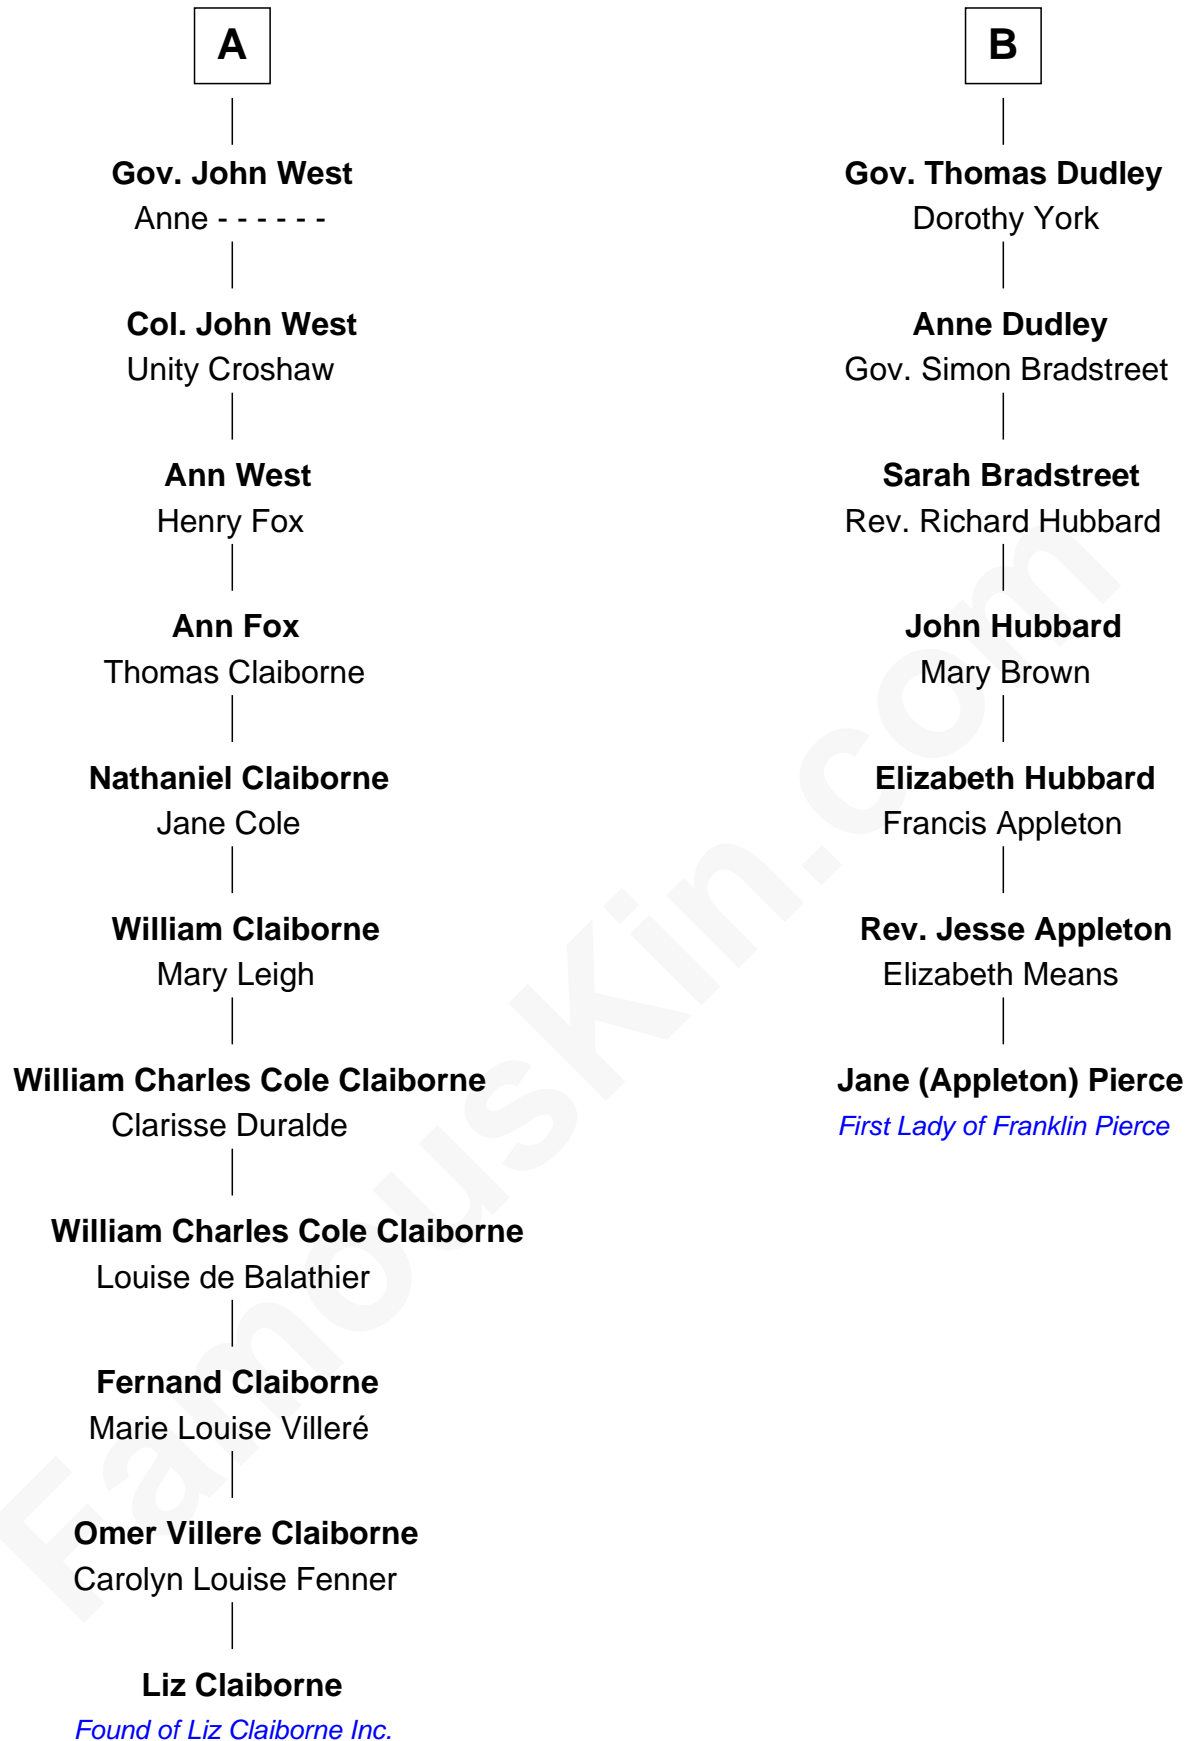 A
Gov. John West
Anne - - - - - -
Col. John West
Unity Croshaw
Ann West
Henry Fox
Ann Fox
Thomas Claiborne
Nathaniel Claiborne
Jane Cole
William Claiborne
Mary Leigh
William Charles Cole Claiborne
Clarisse Duralde
William Charles Cole Claiborne
Louise de Balathier
Fernand Claiborne
Marie Louise Villeré
Omer Villere Claiborne
Carolyn Louise Fenner
Liz Claiborne
Found of Liz Claiborne Inc.
B
Gov. Thomas Dudley
Dorothy York
Anne Dudley
Gov. Simon Bradstreet
Sarah Bradstreet
Rev. Richard Hubbard
John Hubbard
Mary Brown
Elizabeth Hubbard
Francis Appleton
Rev. Jesse Appleton
Elizabeth Means
Jane (Appleton) Pierce
First Lady of Franklin Pierce
FamousKin.com